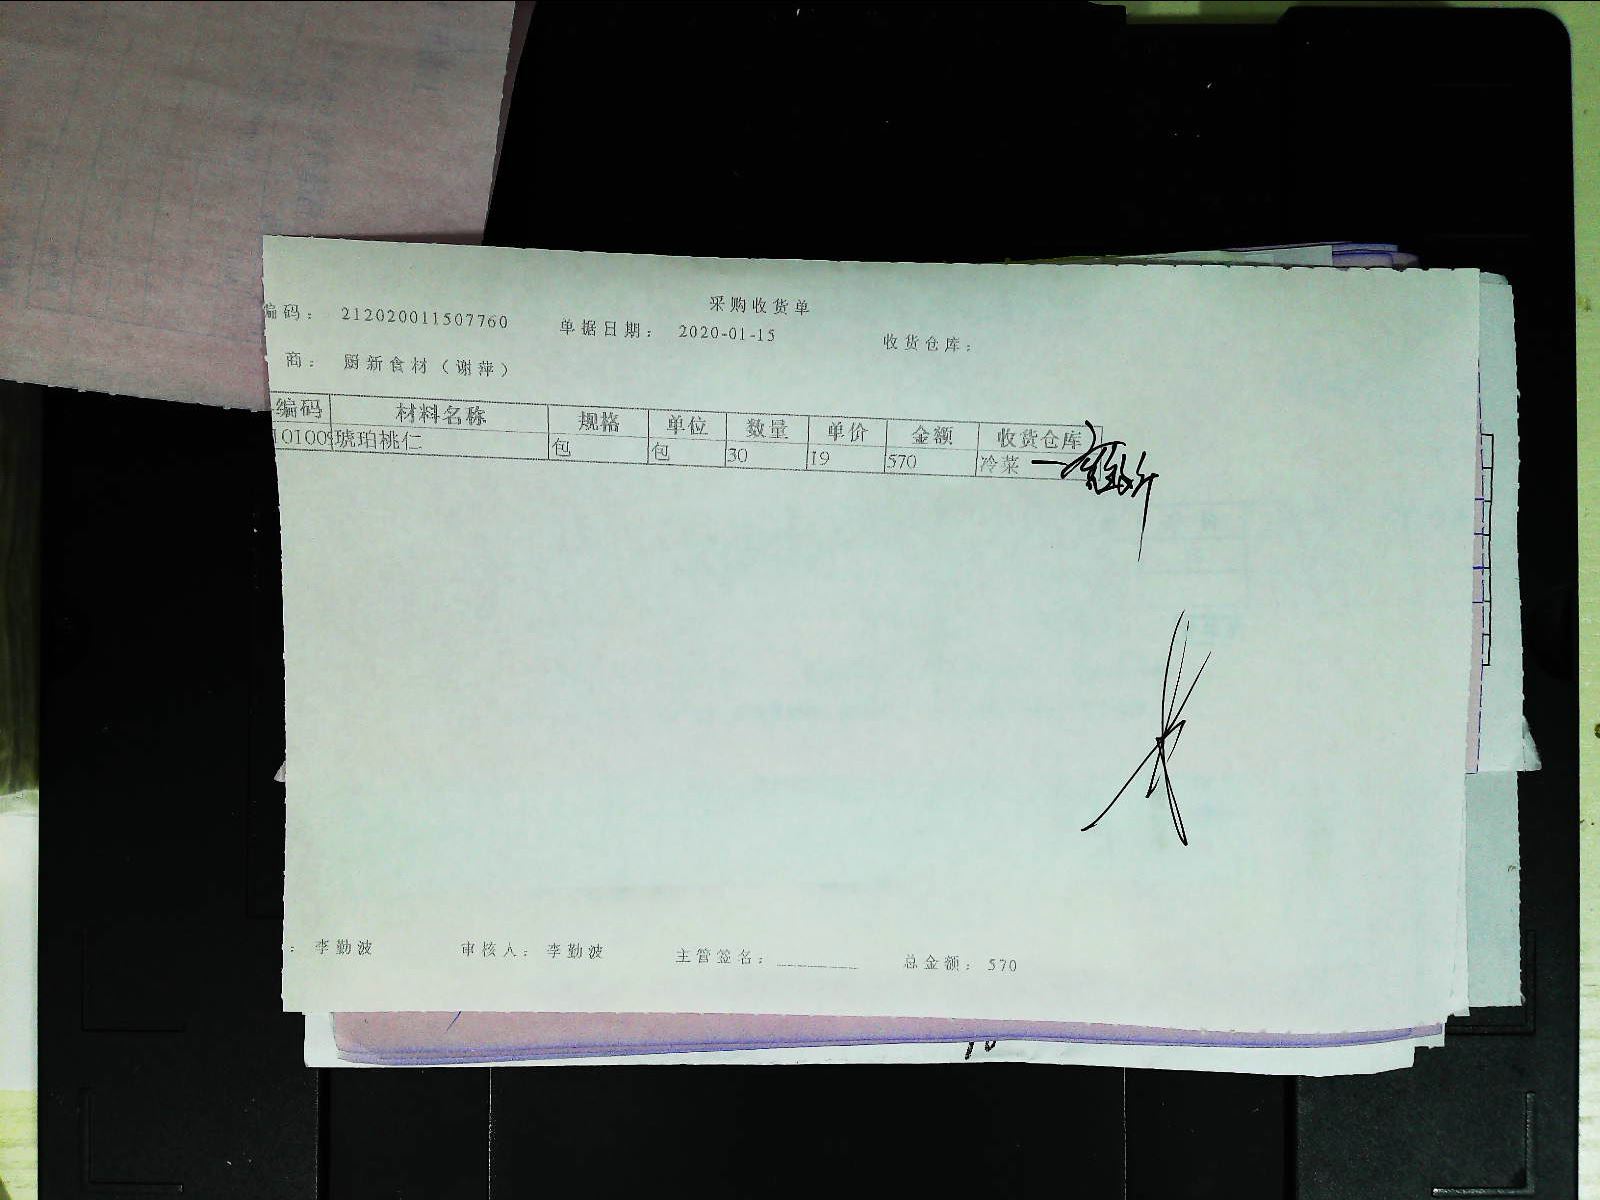 采购收货单
编码： 212020011507760 单据日期： 2020-01-15 收货仓库：
商： 厨新食材（谢萍）
编码 材料名称 规格 单位 数量 单价 金额 收货仓库
101009 琥珀桃仁 包 包 30 19 570 冷菜
： 李勤波 审核人： 李勤波 主管签名： 总金额： 570